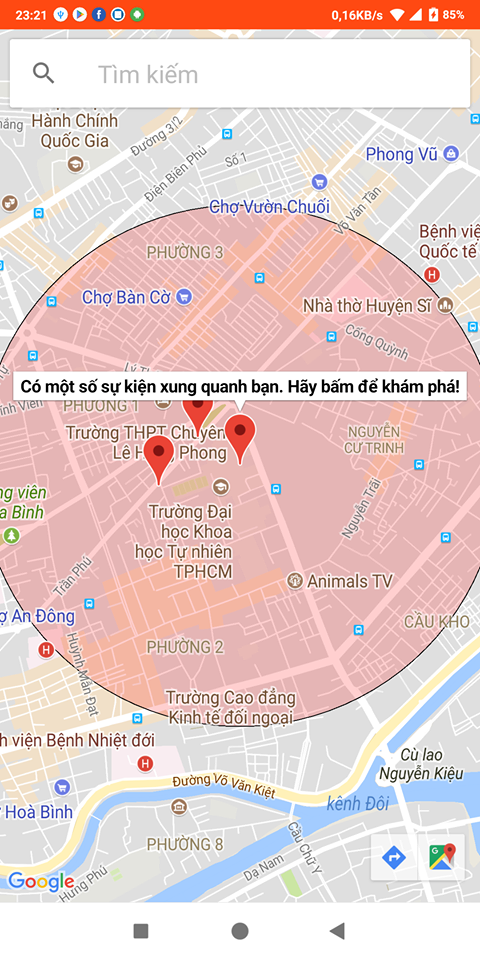 23:21
0,16KB/s
85%
Tìm kiếm
Hành Chính
Quốc Gia
Đường 3/2
Điện Biên Phủ
Số 1
Phong Vũ
Chợ Vườn Chuối
Võ Văn Tần
PHƯỜNG 3
Bệnh việ
Quốc tế
Chợ Bàn Cờ
Nhà thờ Huyện Sĩ
Cống Quỳnh
Lý Th
Có một số sự kiện xung quanh bạn. Hãy bấm để khám phá!
PHƯỜNG 1
Trường THPT Chuyên
Lê H g Phong
NGUYỄN
CƯ TRINH
Nguyễn Trãi
ng viên
a Bình
Trường Đại
học Khoa
học Tự nhiên
TPHCM
Trần Phú
Animals TV
ợ An Đông
CẦU KHO
Huỳnh Mẫn Đạt
PHƯỜNG 2
Trường Cao đẳng
Kinh tế đối ngoại
nh viện Bệnh Nhiệt đới
Cù lao
Nguyễn Kiệu
Đường Võ Văn Kiệt
kênh Đôi
Hoà Bình
PHƯỜNG 8
Cầu Chữ Y
Dạ Nam
Hưng Phú
Google